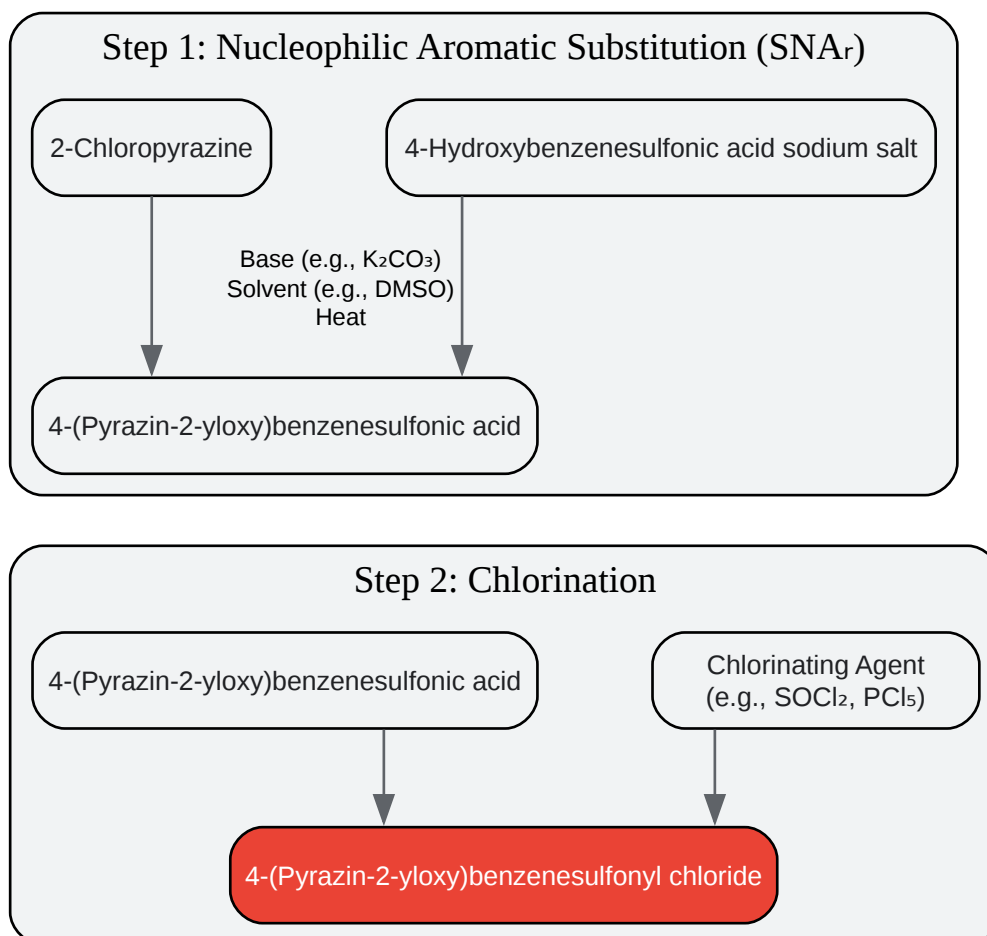 Step 1: Nucleophilic Aromatic Substitution (SNAᵣ)
2-Chloropyrazine
4-Hydroxybenzenesulfonic acid sodium salt
Base (e.g., K₂CO₃)
Solvent (e.g., DMSO)
Heat
4-(Pyrazin-2-yloxy)benzenesulfonic acid
Step 2: Chlorination
4-(Pyrazin-2-yloxy)benzenesulfonic acid
Chlorinating Agent
(e.g., SOCl₂, PCl₅)
4-(Pyrazin-2-yloxy)benzenesulfonyl chloride